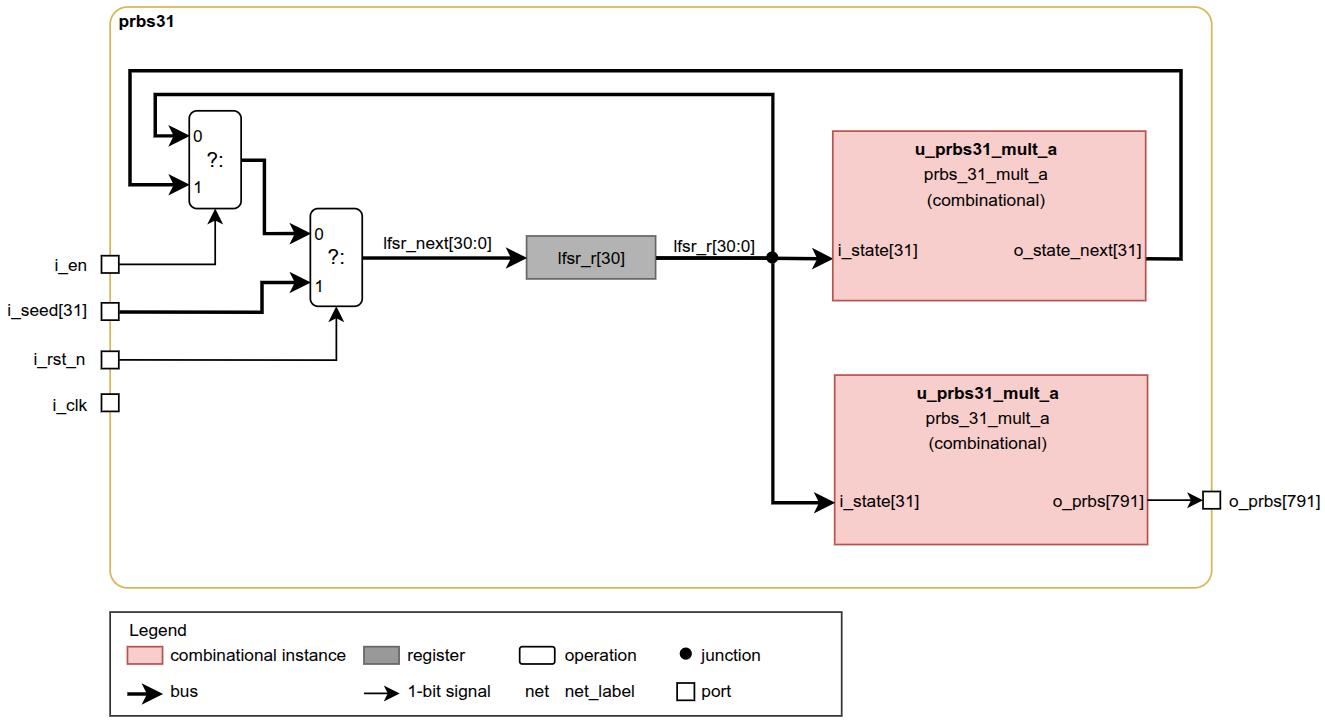 prbs31
0
?:
1
u_prbs31_mult_a
prbs_31_mult_a
(combinational)
i_state[31]
o_state_next[31]
0
?:
1
lfsr_next[30:0]
lfsr_r[30]
lfsr_r[30:0]
i_en
i_seed[31]
i_rst_n
i_clk
u_prbs31_mult_a
prbs_31_mult_a
(combinational)
i_state[31]
o_prbs[791]
o_prbs[791]
Legend
combinational instance
register
operation
junction
bus
1-bit signal
net
net_label
port